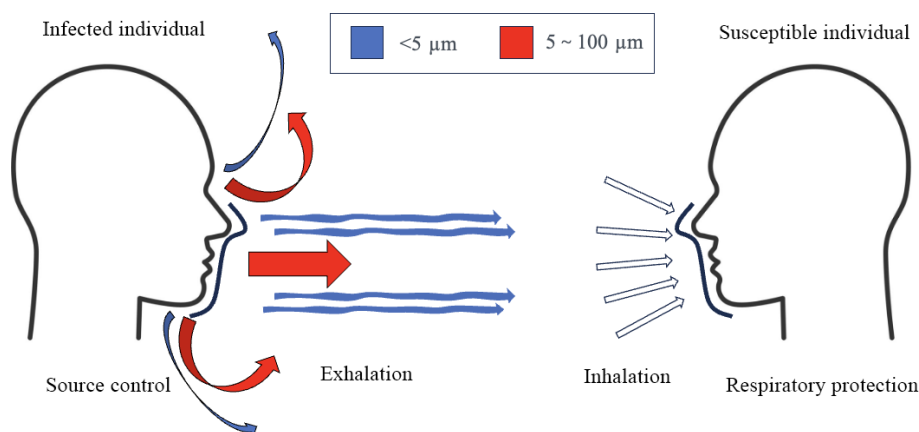 Infected individual
<5 µm
5 ~ 100 µm
Susceptible individual
Source control
Exhalation
Inhalation
Respiratory protection